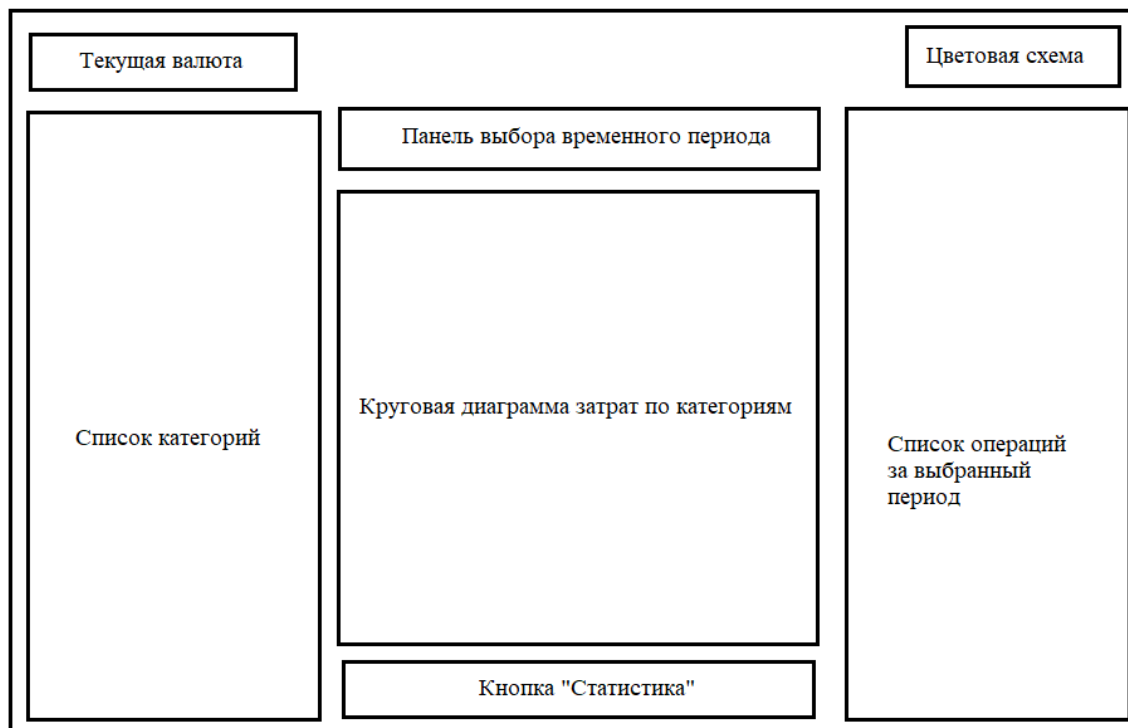 Текущая валюта
Цветовая схема
Панель выбора временного периода
Круговая диаграмма затрат по категориям
Список категорий
Список операций
за выбранный
период
Кнопка "Статистика"